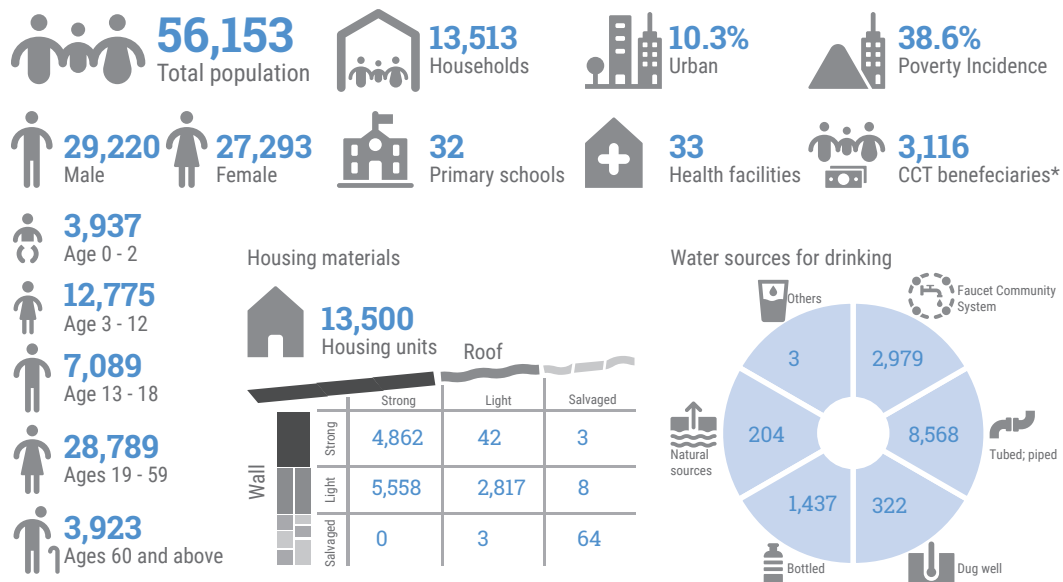 56,153
Total population
13,513
Households
10.3%
Urban
38.6%
Poverty Incidence
29,220
Male
27,293
Female
32
Primary schools
33
Health facilities
3,116
CCT benefeciaries*
3,937
Age 0 - 2
12,775
Age 3 - 12
7,089
Age 13 - 18
28,789
Ages 19 - 59
3,923
Ages 60 and above
Housing materials
13,500
Housing units
Roof
Strong Light Salvaged
Wall
Strong 4,862 42 3
Light 5,558 2,817 8
Salvaged 0 3 64
Water sources for drinking
Others
3
Faucet Community
System
2,979
Natural
sources
204
8,568
Tubed; piped
1,437
Bottled
322
Dug well